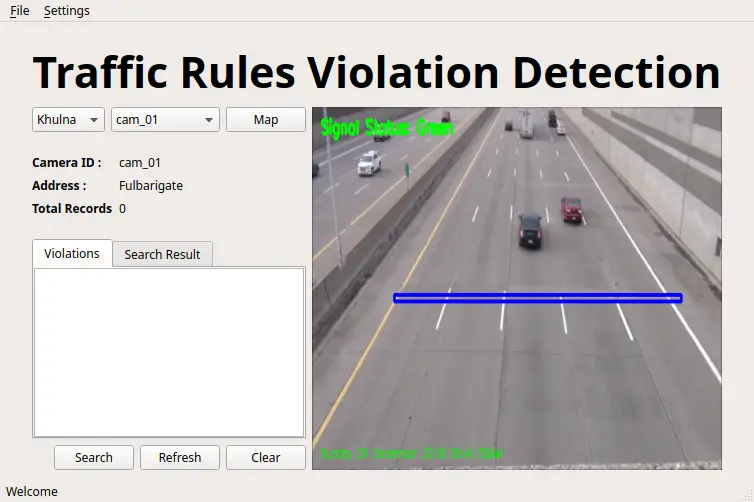 File Settings
Traffic Rules Violation Detection
Khulna cam_01 Map
Signal Status: Green
Camera ID : cam_01
Address : Fulbarigate
Total Records 0
Violations Search Result
Search Refresh Clear
Welcome